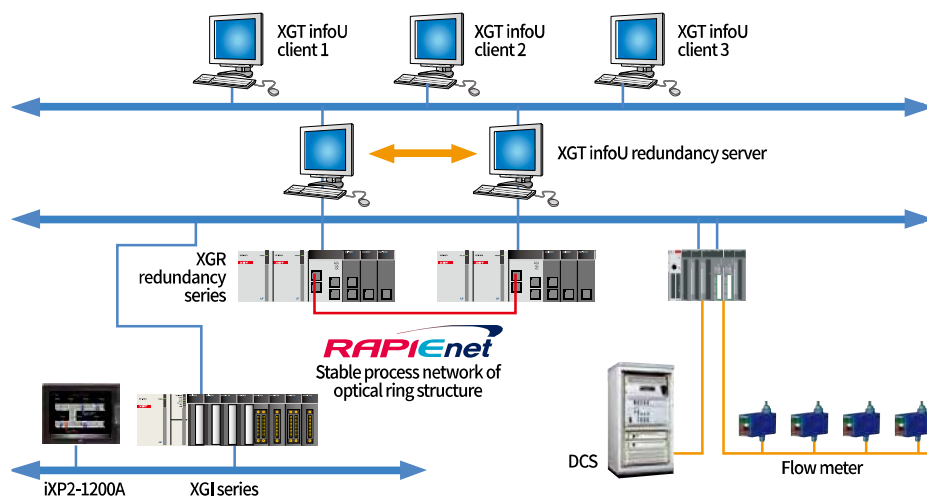 XGT infoU
client 1
XGT infoU
client 2
XGT infoU
client 3
XGT infoU redundancy server
XGR
redundancy
series
RAPIEnet
Stable process network of
optical ring structure
DCS
Flow meter
iXP2-1200A
XGI series